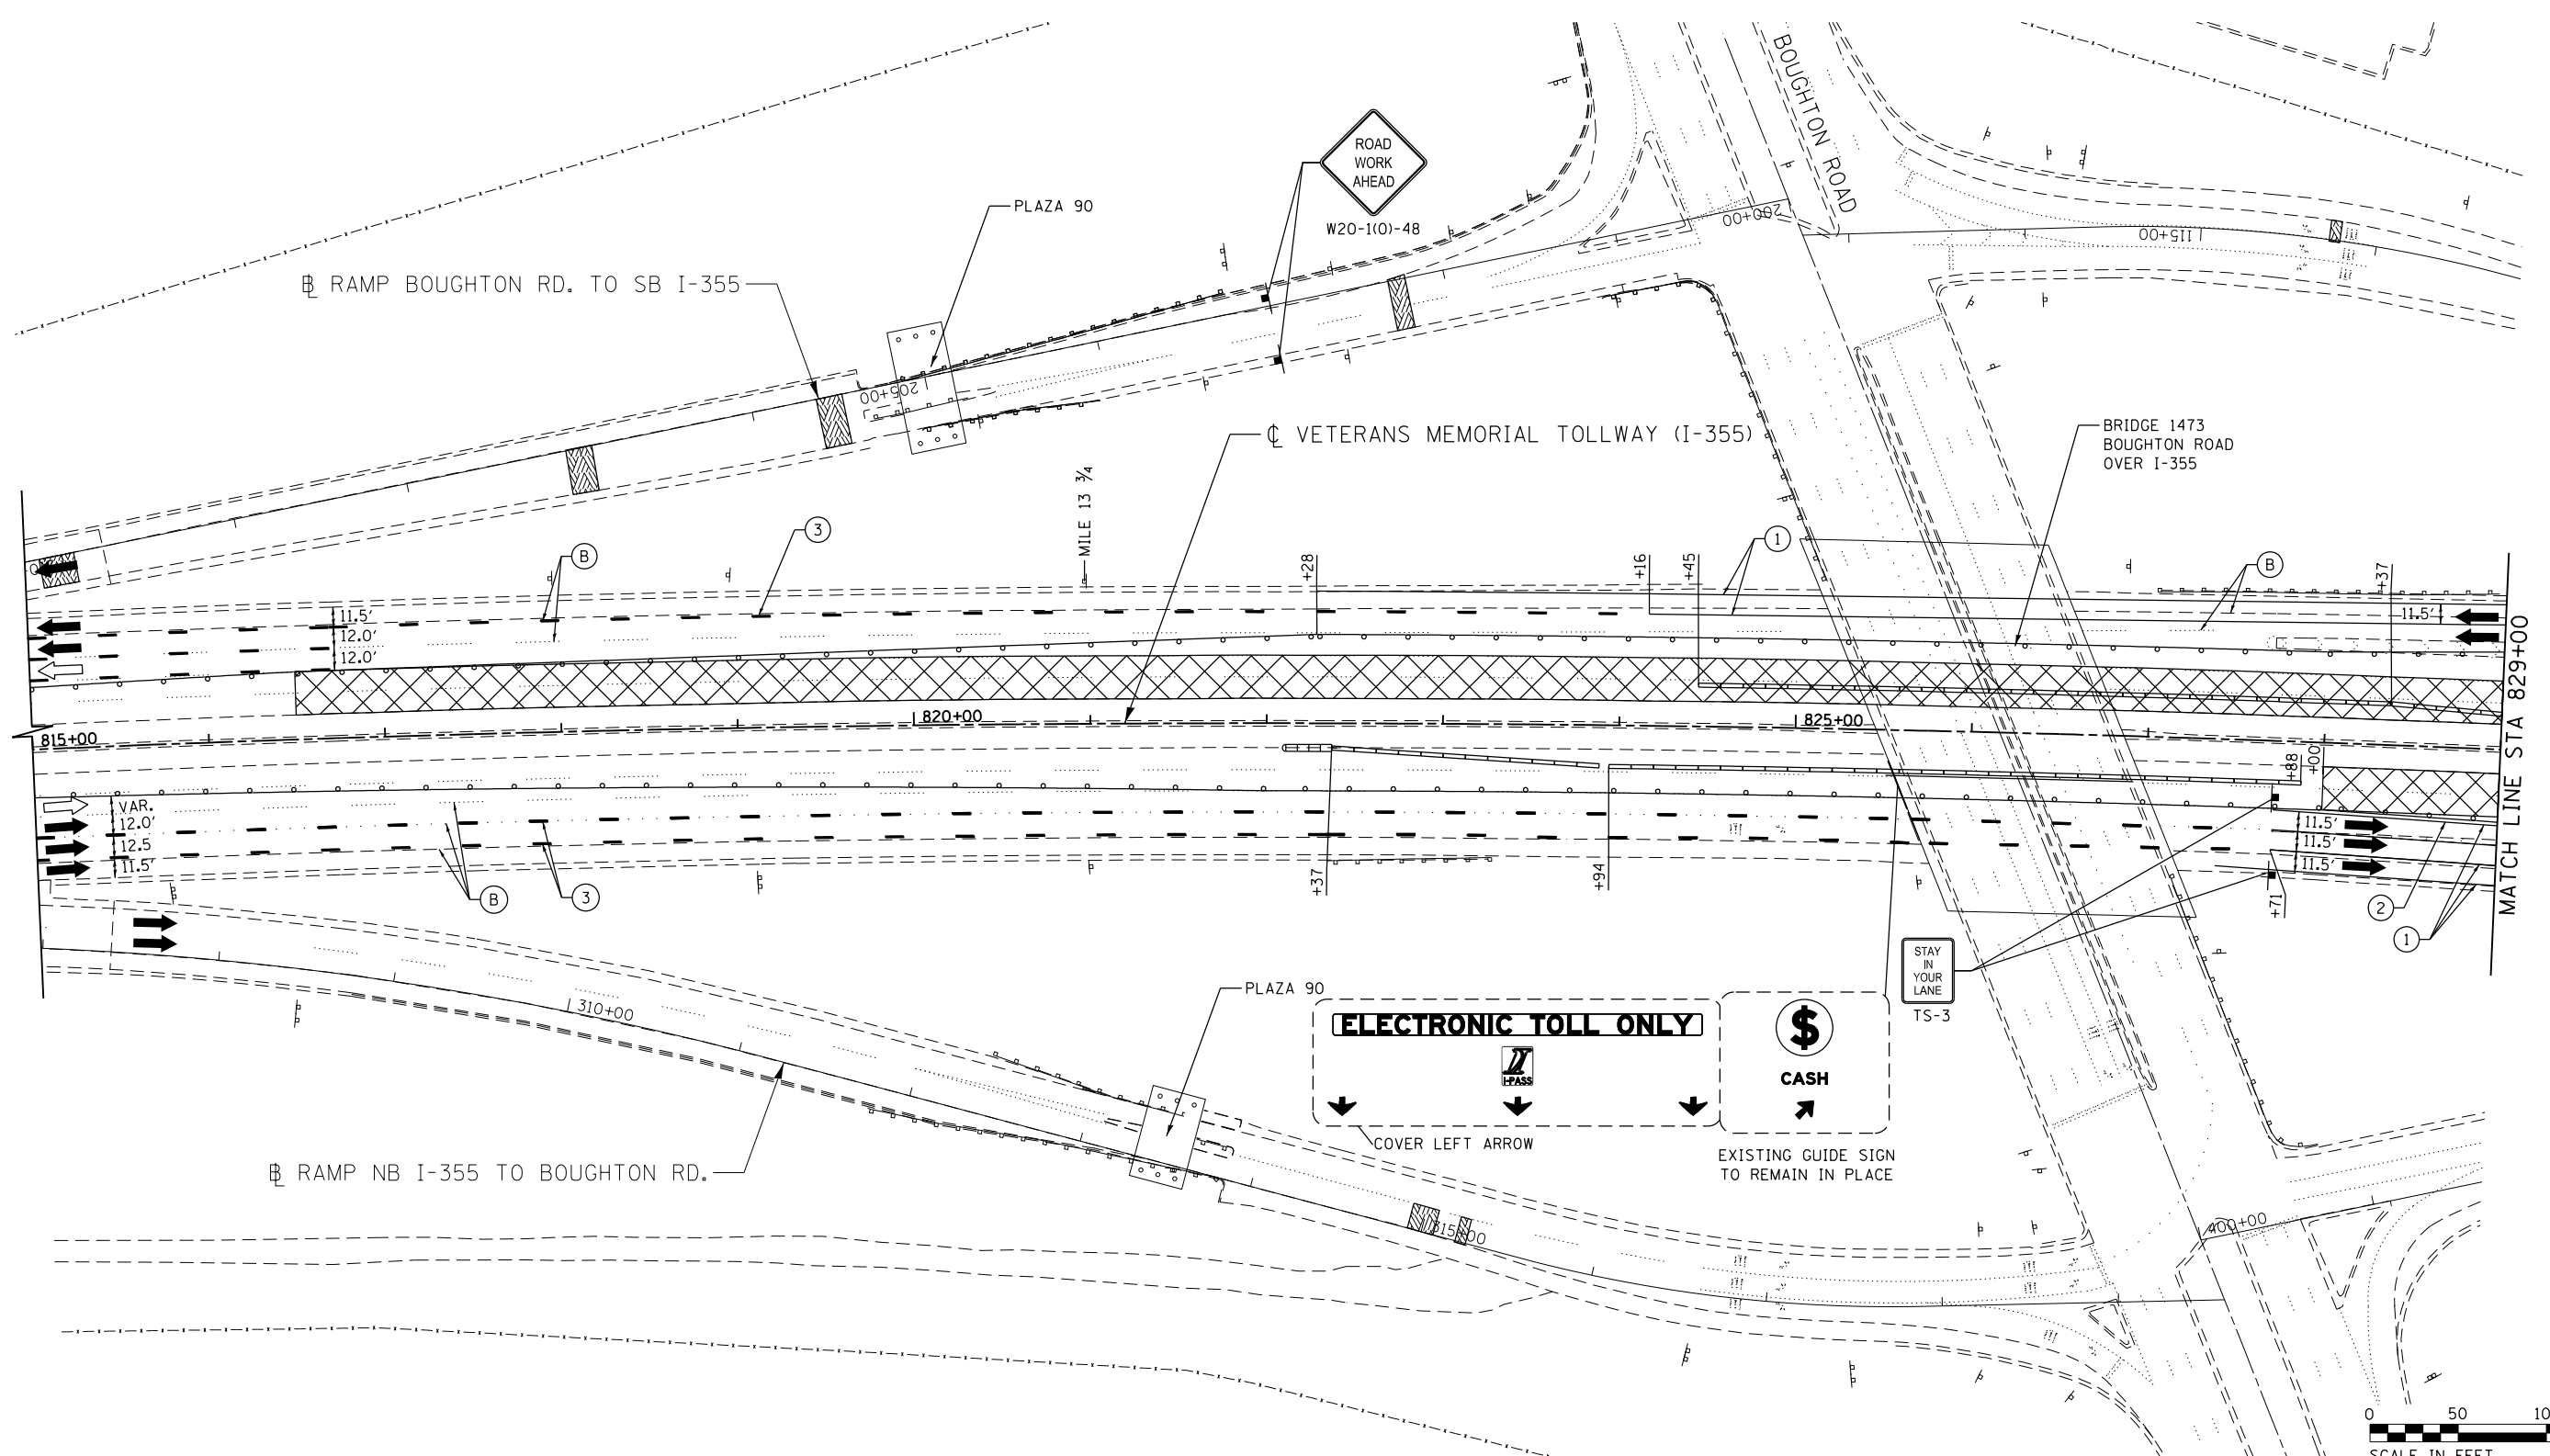 BOUGHTON ROAD
ROAD
WORK
AHEAD
W20-1(O)-48
PLAZA 90
200+00
115+00
℄ RAMP BOUGHTON RD. TO SB I-355
205+00
℄ VETERANS MEMORIAL TOLLWAY (I-355)
BRIDGE 1473
BOUGHTON ROAD
OVER I-355
MILE 13 3/4
3
B
1
B
+28
+16
+45
+37
11.5'
12.0'
12.0'
11.5'
MATCH LINE STA 829+00
815+00
820+00
825+00
+88
+00
VAR.
12.0'
12.5
11.5'
11.5'
11.5'
11.5'
+37
+94
+71
B
3
2
1
STAY
IN
YOUR
LANE
TS-3
310+00
PLAZA 90
ELECTRONIC TOLL ONLY
I-PASS
$
CASH
COVER LEFT ARROW
EXISTING GUIDE SIGN
TO REMAIN IN PLACE
℄ RAMP NB I-355 TO BOUGHTON RD.
315+00
400+00
0 50 10
SCALE IN FEET